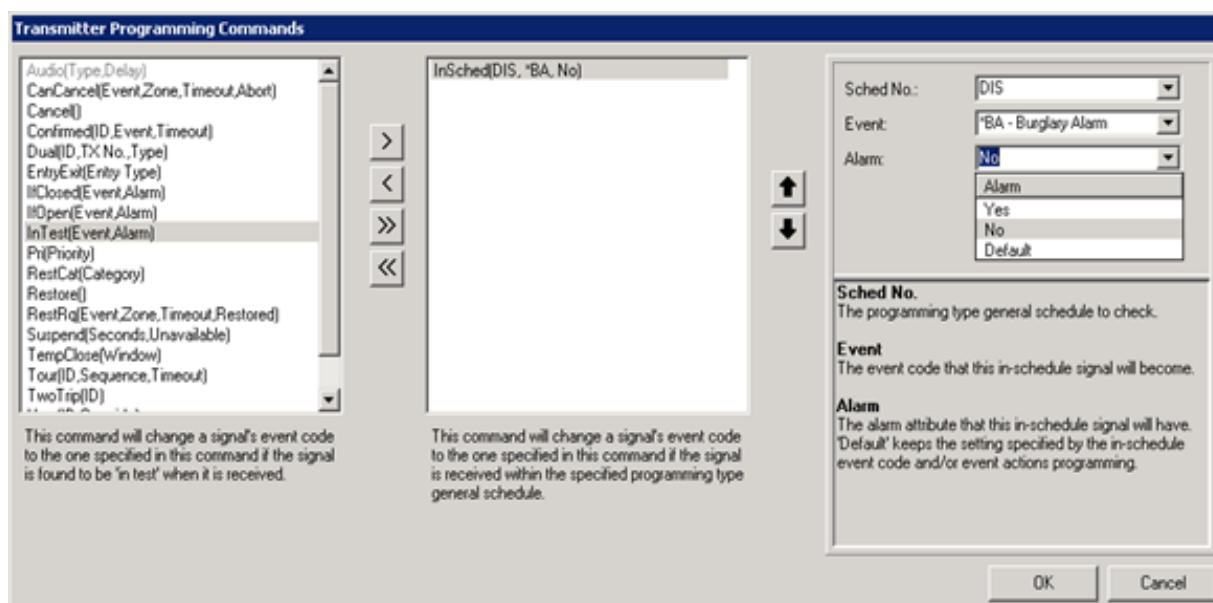 Transmitter Programming Commands
Audio(Type,Delay)
CanCancel(Event,Zone,Timeout,Abort)
Cancel()
Confirmed(ID,Event,Timeout)
Dual(ID,TX No.,Type)
EntryExit(Entry Type)
IfClosed(Event,Alarm)
IfOpen(Event,Alarm)
InTest(Event,Alarm)
Pri(Priority)
RestCat(Category)
Restore()
RestRq(Event,Zone,Timeout,Restored)
Suspend(Seconds,Unavailable)
TempClose(Window)
Tour(ID,Sequence,Timeout)
TwoTrip(ID)
This command will change a signal's event code
to the one specified in this command if the signal
is found to be 'in test' when it is received.
>
<
>>
<<
InSched(DIS, *BA, No)
This command will change a signal's event code
to the one specified in this command if the signal
is received within the specified programming type
general schedule.
Sched No.: DIS
Event: *BA - Burglary Alarm
Alarm: No
Alarm
Yes
No
Default
Sched No.
The programming type general schedule to check.
Event
The event code that this in-schedule signal will become.
Alarm
The alarm attribute that this in-schedule signal will have.
'Default' keeps the setting specified by the in-schedule
event code and/or event actions programming.
OK Cancel